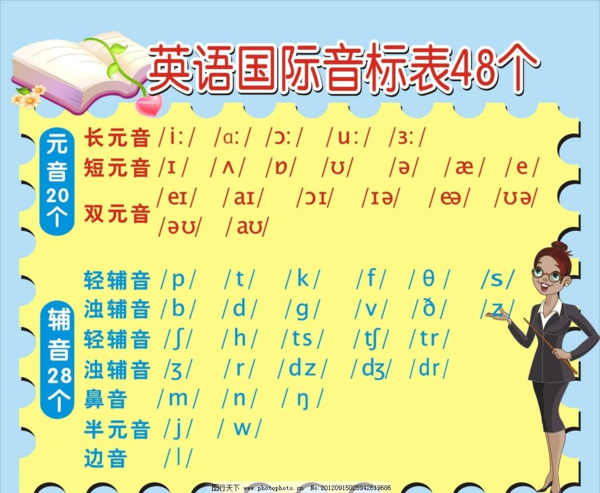 英语国际音标表48个
元音20个
长元音 /iː/ /ɑː/ /ɔː/ /uː/ /ɜː/
短元音 /ɪ/ /ʌ/ /ɒ/ /ʊ/ /ə/ /æ/ /e/
双元音 /eɪ/ /aɪ/ /ɔɪ/ /ɪə/ /eə/ /ʊə/
/əʊ/ /aʊ/
辅音28个
轻辅音 /p/ /t/ /k/ /f/ /θ/ /s/
浊辅音 /b/ /d/ /g/ /v/ /ð/ /z/
轻辅音 /ʃ/ /h/ /ts/ /tʃ/ /tr/
浊辅音 /ʒ/ /r/ /dz/ /dʒ/ /dr/
鼻音 /m/ /n/ /ŋ/
半元音 /j/ /w/
边音 /l/
图行天下 www.photophoto.cn No.20120915025942619686